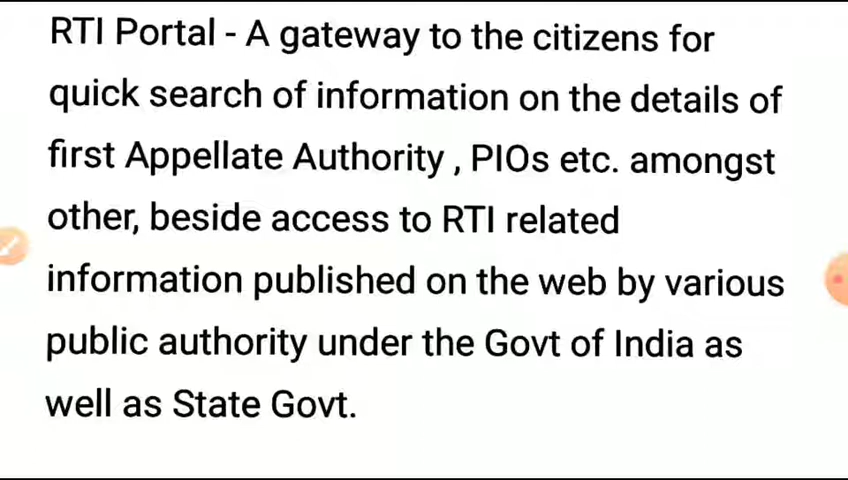 RTI Portal - A gateway to the citizens for
quick search of information on the details of
first Appellate Authority , PIOs etc. amongst
other, beside access to RTI related
information published on the web by various
public authority under the Govt of India as
well as State Govt.